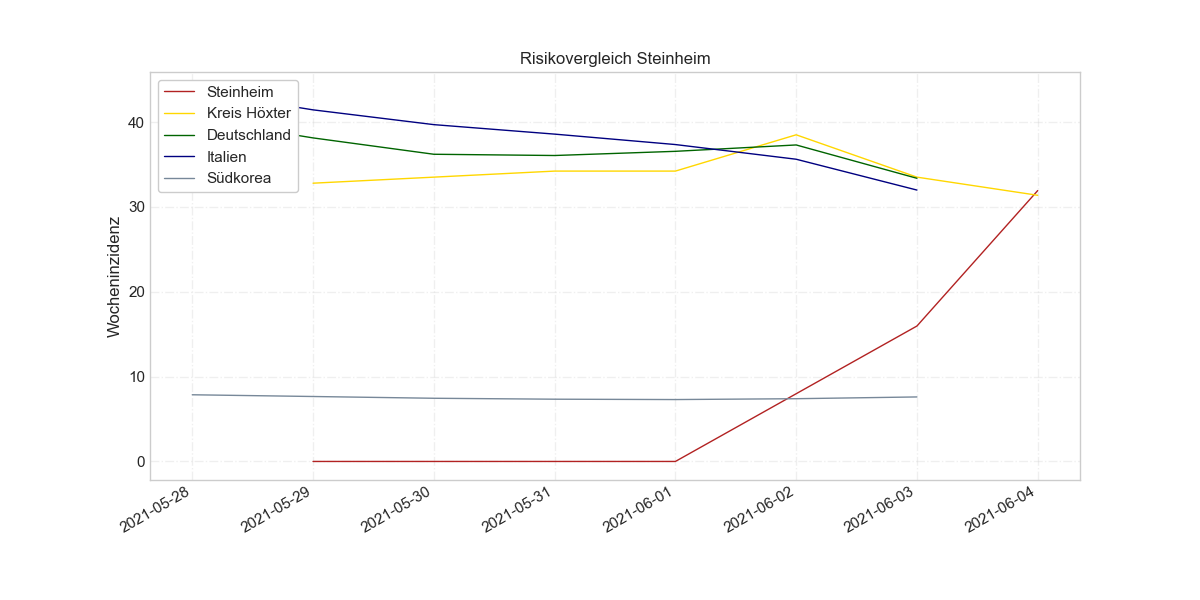 Risikovergleich Steinheim
Steinheim
Kreis Höxter
Deutschland
Italien
Südkorea
Wocheninzidenz
40
30
20
10
0
2021-05-28
2021-05-29
2021-05-30
2021-05-31
2021-06-01
2021-06-02
2021-06-03
2021-06-04